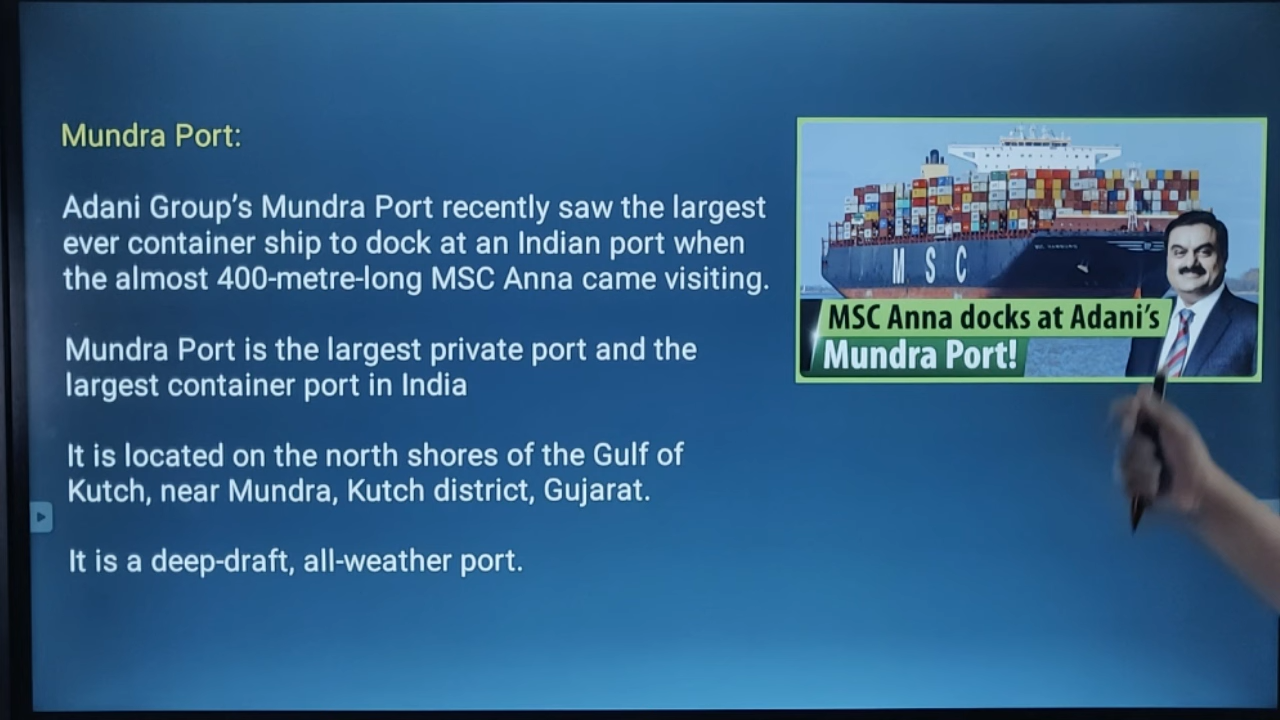 Mundra Port:
Adani Group's Mundra Port recently saw the largest
ever container ship to dock at an Indian port when
the almost 400-metre-long MSC Anna came visiting.
Mundra Port is the largest private port and the
largest container port in India
It is located on the north shores of the Gulf of
Kutch, near Mundra, Kutch district, Gujarat.
It is a deep-draft, all-weather port.
M S C
MSC Anna docks at Adani's
Mundra Port!